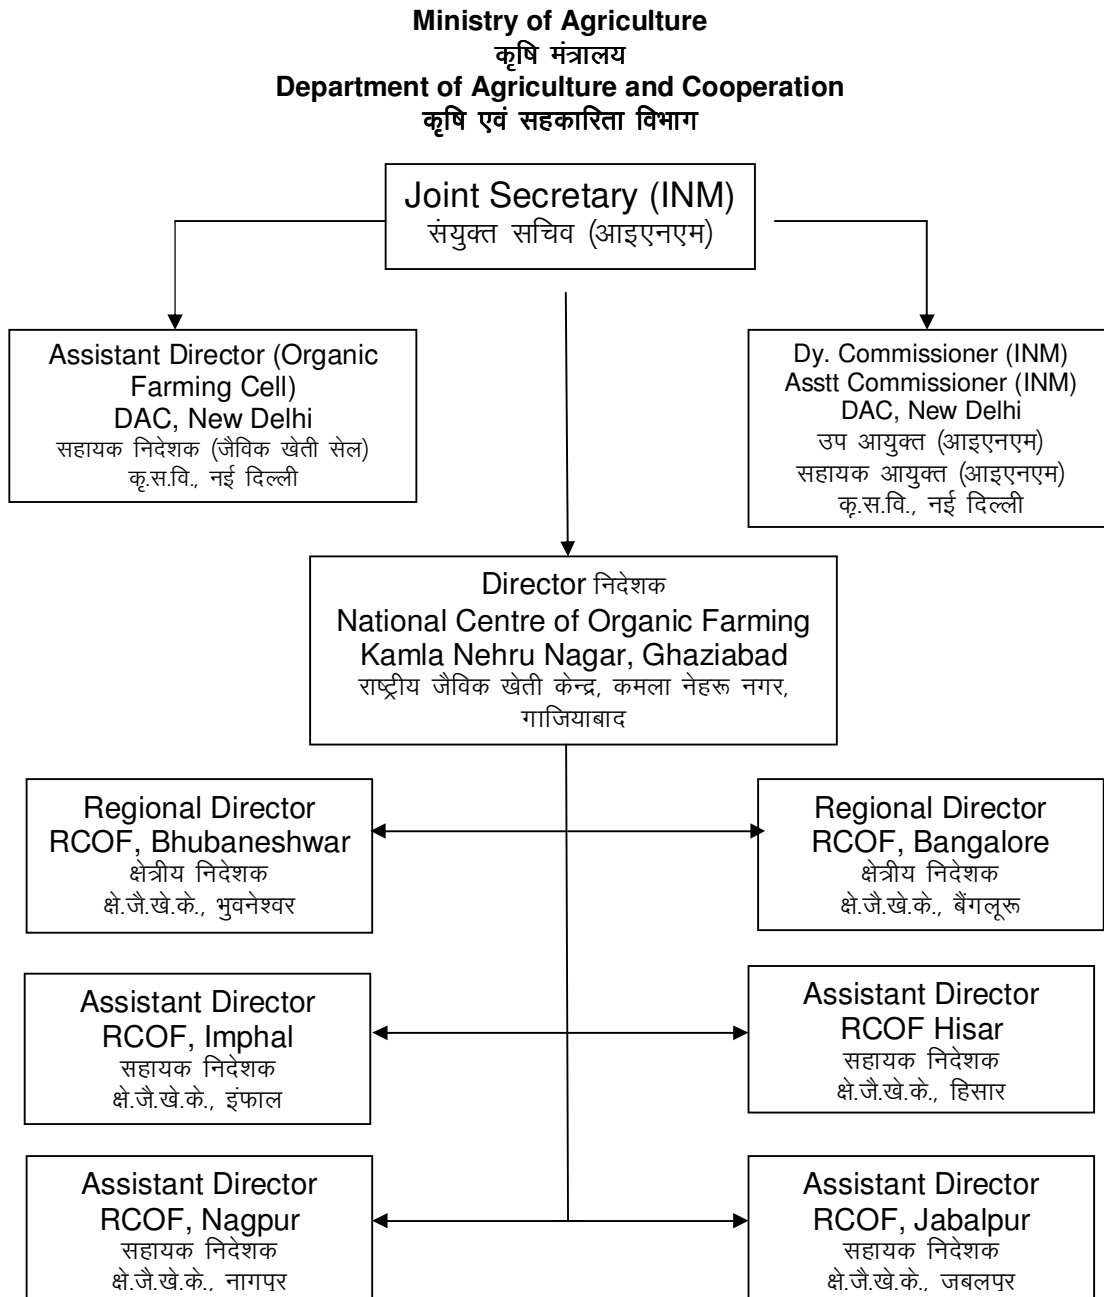 Ministry of Agriculture
कृषि मंत्रालय
Department of Agriculture and Cooperation
कृषि एवं सहकारिता विभाग
Joint Secretary (INM)
संयुक्त सचिव (आइएनएम)
Assistant Director (Organic
Farming Cell)
DAC, New Delhi
सहायक निदेशक (जैविक खेती सेल)
कृ.स.वि., नई दिल्ली
Dy. Commissioner (INM)
Asstt Commissioner (INM)
DAC, New Delhi
उप आयुक्त (आइएनएम)
सहायक आयुक्त (आइएनएम)
कृ.स.वि., नई दिल्ली
Director निदेशक
National Centre of Organic Farming
Kamla Nehru Nagar, Ghaziabad
राष्ट्रीय जैविक खेती केन्द्र, कमला नेहरू नगर,
गाजियाबाद
Regional Director
RCOF, Bhubaneshwar
क्षेत्रीय निदेशक
क्षे.जै.खे.के., भुवनेश्वर
Regional Director
RCOF, Bangalore
क्षेत्रीय निदेशक
क्षे.जै.खे.के., बैंगलूरू
Assistant Director
RCOF, Imphal
सहायक निदेशक
क्षे.जै.खे.के., इंफाल
Assistant Director
RCOF Hisar
सहायक निदेशक
क्षे.जै.खे.के., हिसार
Assistant Director
RCOF, Nagpur
सहायक निदेशक
क्षे.जै.खे.के., नागपुर
Assistant Director
RCOF, Jabalpur
सहायक निदेशक
क्षे.जै.खे.के., जबलपुर